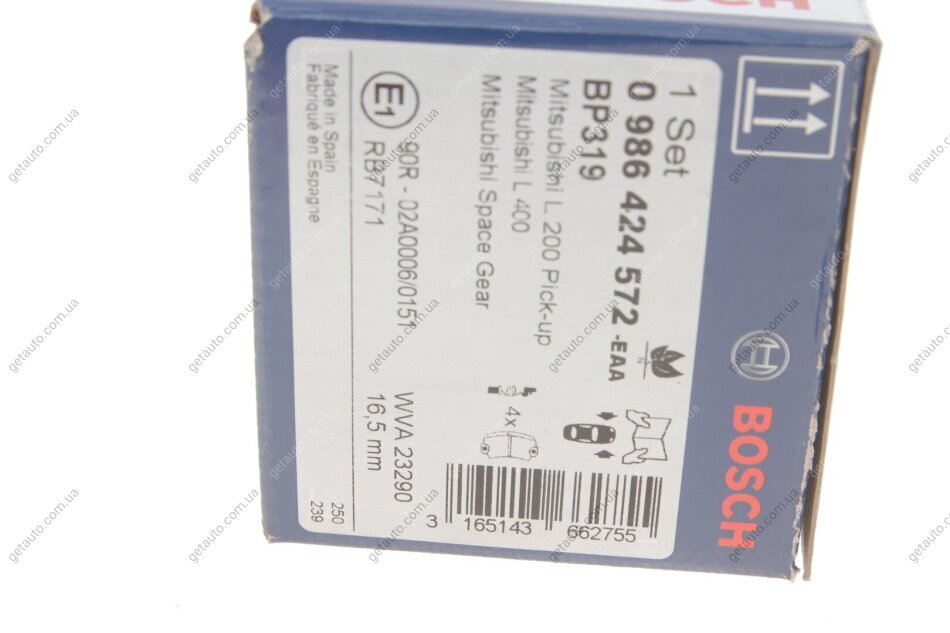 BOSCH
1 Set
0 986 424 572 -EAA
BP319
Mitsubishi L 200 Pick-up
Mitsubishi L 400
Mitsubishi Space Gear
N
4x
E1
90R - 02A0006/0151
RB7171
WVA 23290
16,5 mm
Made in Spain
Fabriqué en Espagne
250
239
3 165143 662755
BOSCH
getauto.com.ua